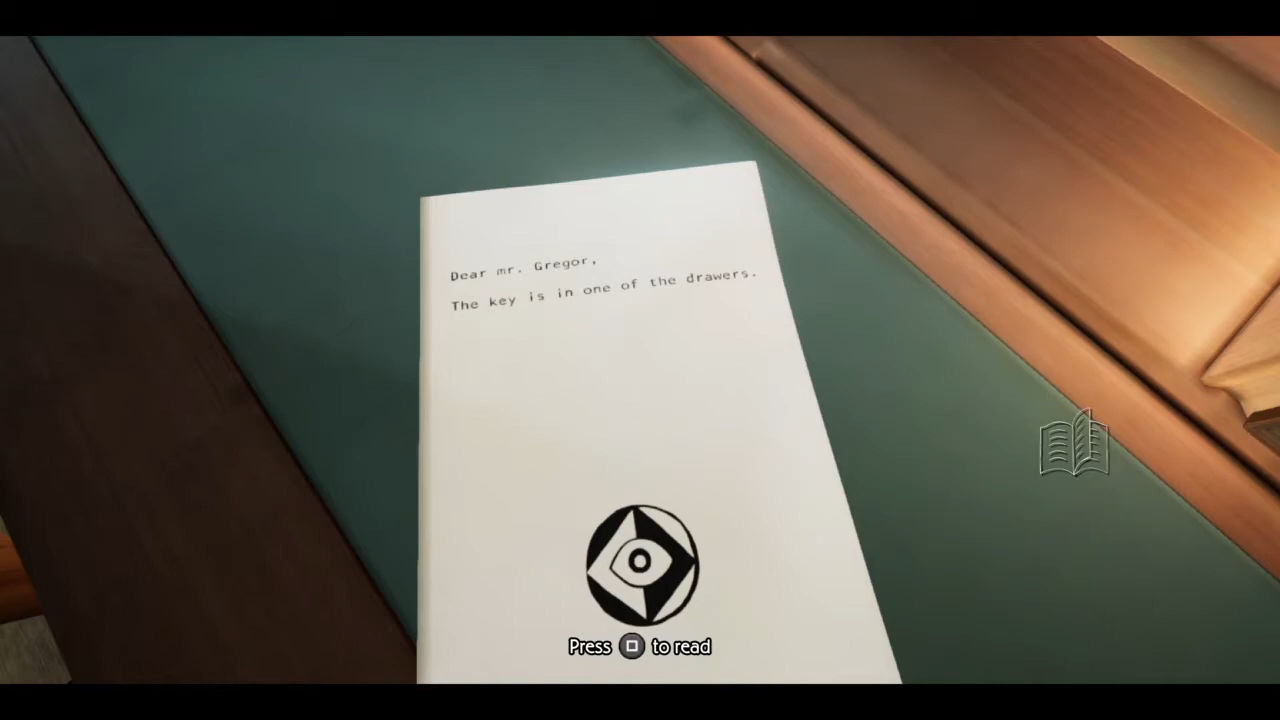 Dear mr. Gregor,
The key is in one of the drawers.
Press to read